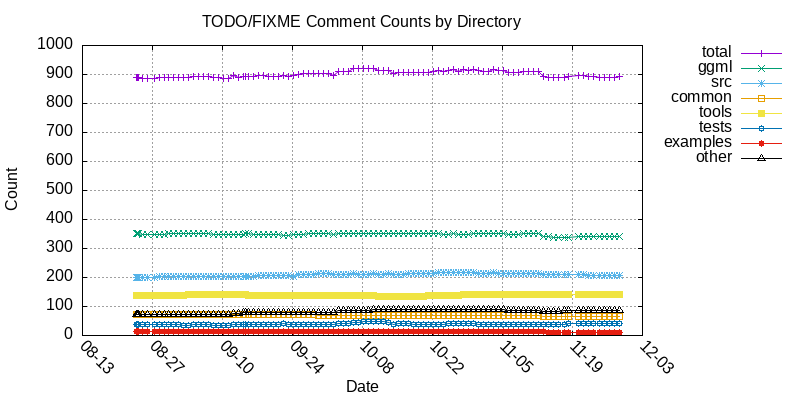 TODO/FIXME Comment Counts by Directory
total
ggml
src
common
tools
tests
examples
other
1000
900
800
700
600
500
400
300
200
100
0
Count
08-13
08-27
09-10
09-24
10-08
10-22
11-05
11-19
12-03
Date